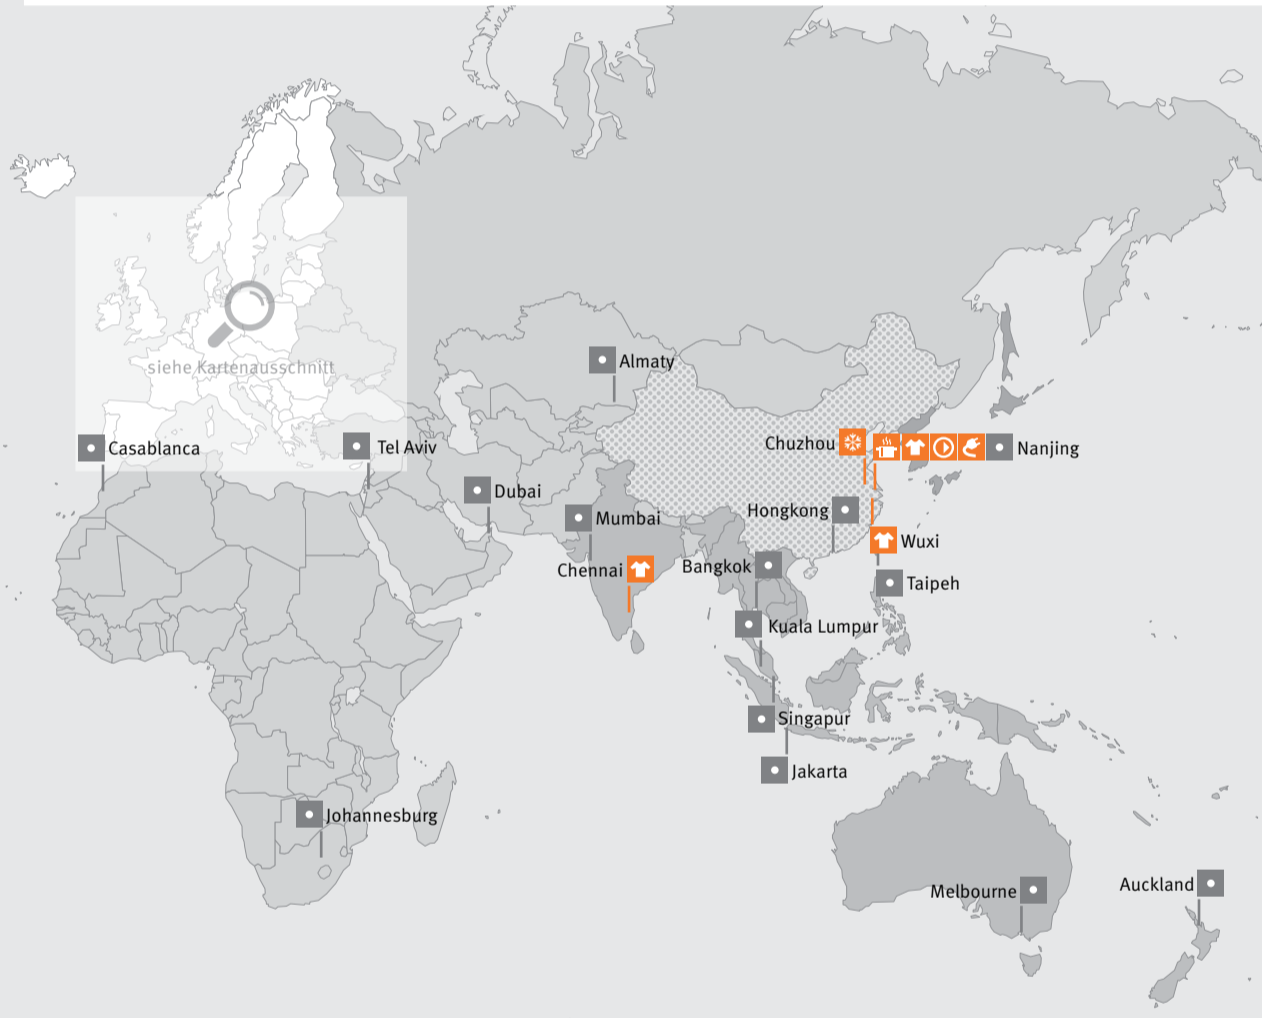 siehe Kartenausschnitt
Almaty
Casablanca
Tel Aviv
Chuzhou
Nanjing
Dubai
Mumbai
Hongkong
Wuxi
Chennai
Bangkok
Taipeh
Kuala Lumpur
Singapur
Jakarta
Johannesburg
Melbourne
Auckland